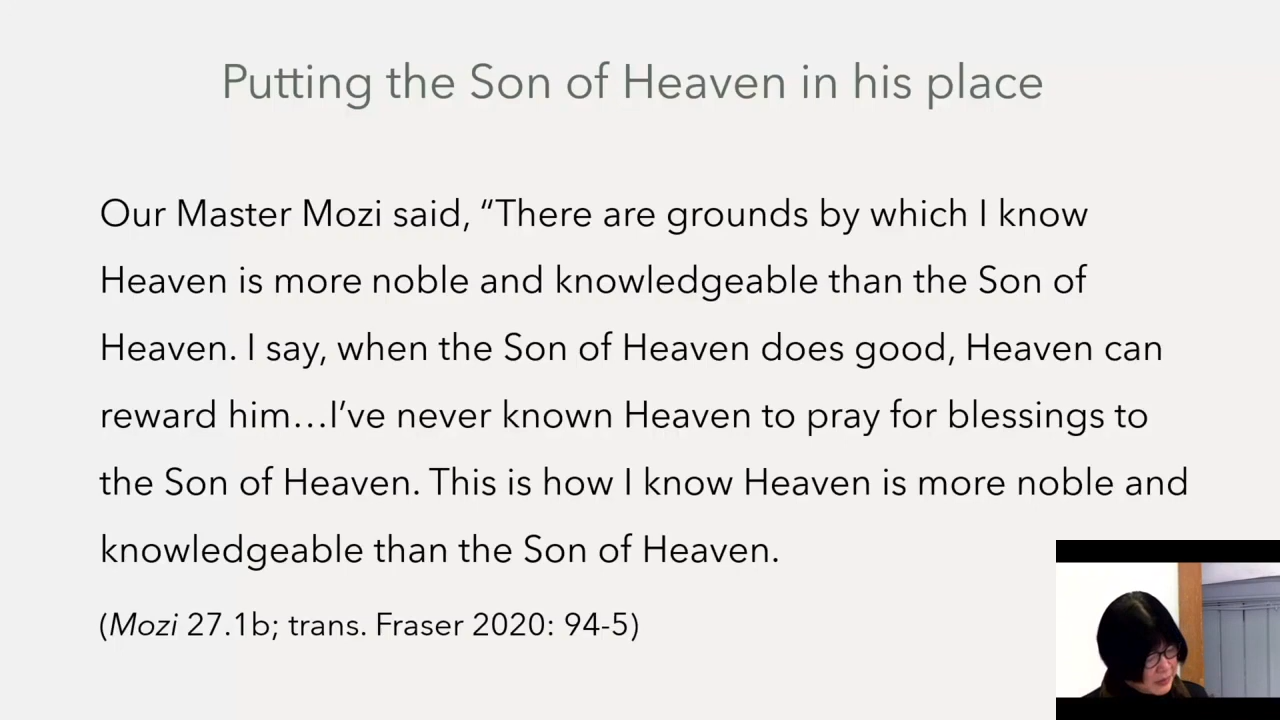 Putting the Son of Heaven in his place
Our Master Mozi said, “There are grounds by which I know
Heaven is more noble and knowledgeable than the Son of
Heaven. I say, when the Son of Heaven does good, Heaven can
reward him…I’ve never known Heaven to pray for blessings to
the Son of Heaven. This is how I know Heaven is more noble and
knowledgeable than the Son of Heaven.
(Mozi 27.1b; trans. Fraser 2020: 94-5)